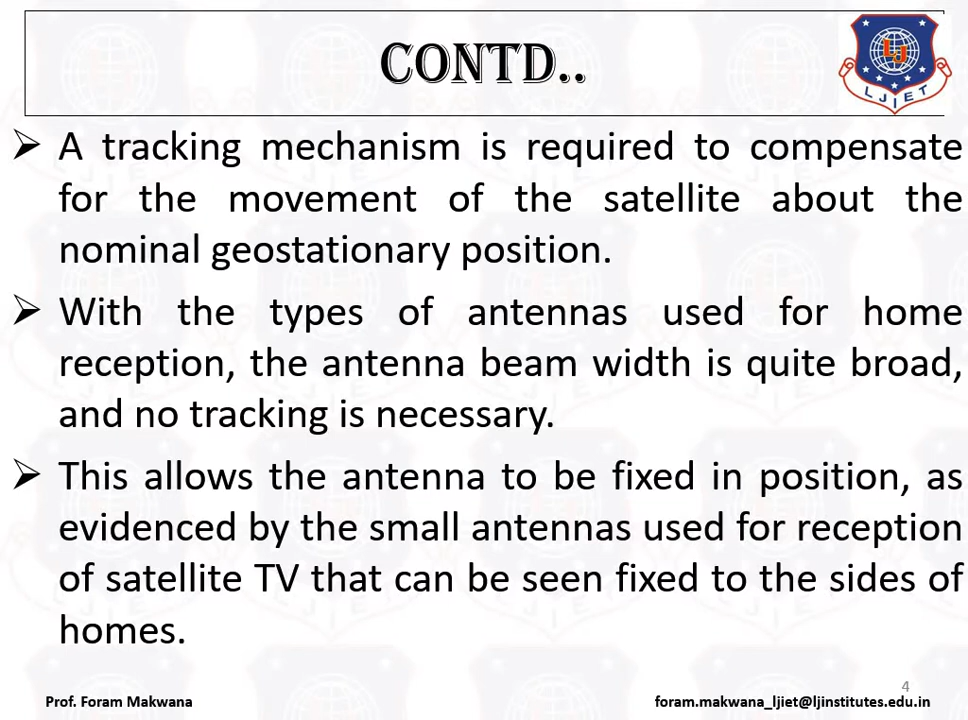 CONTD..
LJIET
➢ A tracking mechanism is required to compensate
for the movement of the satellite about the
nominal geostationary position.
➢ With the types of antennas used for home
reception, the antenna beam width is quite broad,
and no tracking is necessary.
➢ This allows the antenna to be fixed in position, as
evidenced by the small antennas used for reception
of satellite TV that can be seen fixed to the sides of
homes.
4
Prof. Foram Makwana
foram.makwana_ljiet@ljinstitutes.edu.in